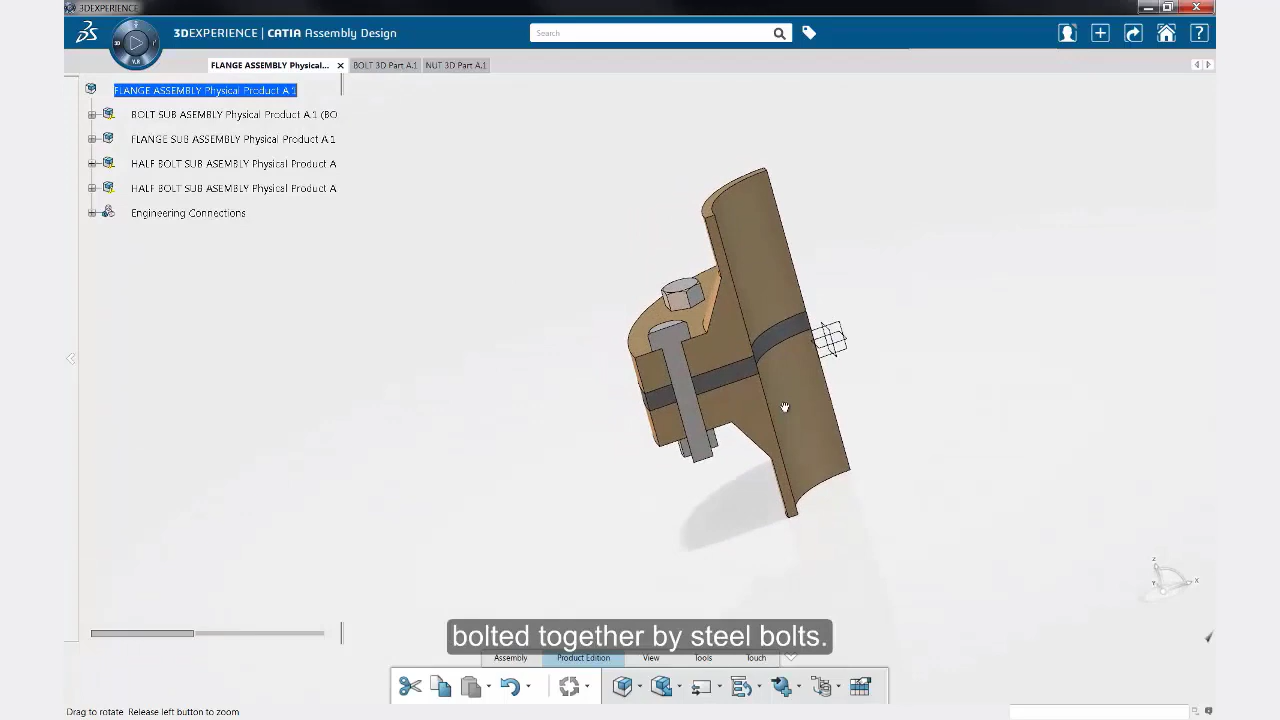 3DEXPERIENCE
3DEXPERIENCE | CATIA Assembly Design
Search
3D
V.R
FLANGE ASSEMBLY Physical...
BOLT 3D Part A.1
NUT 3D Part A.1
FLANGE ASSEMBLY Physical Product A.1
BOLT SUB ASEMBLY Physical Product A.1 (BO
FLANGE SUB ASSEMBLY Physical Product A.1
HALF BOLT SUB ASEMBLY Physical Product A
HALF BOLT SUB ASEMBLY Physical Product A
Engineering Connections
Z
Y
X
bolted together by steel bolts.
Assembly
Product Edition
View
Tools
Touch
Drag to rotate Release left button to zoom